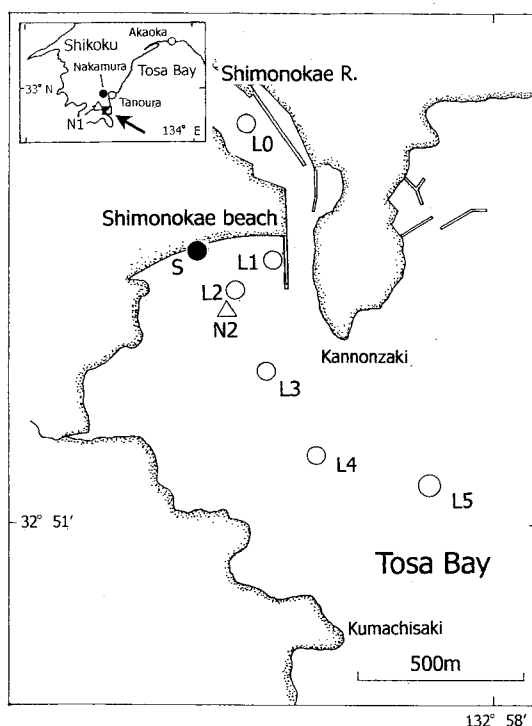 Akaoka
Shikoku
Nakamura
Tosa Bay
33° N
Tanoura
N1
134° E
Shimonokae R.
L0
Shimonokae beach
S
L1
L2
N2
Kannonzaki
L3
L4
L5
32° 51′
Tosa Bay
Kumachisaki
500m
132° 58′